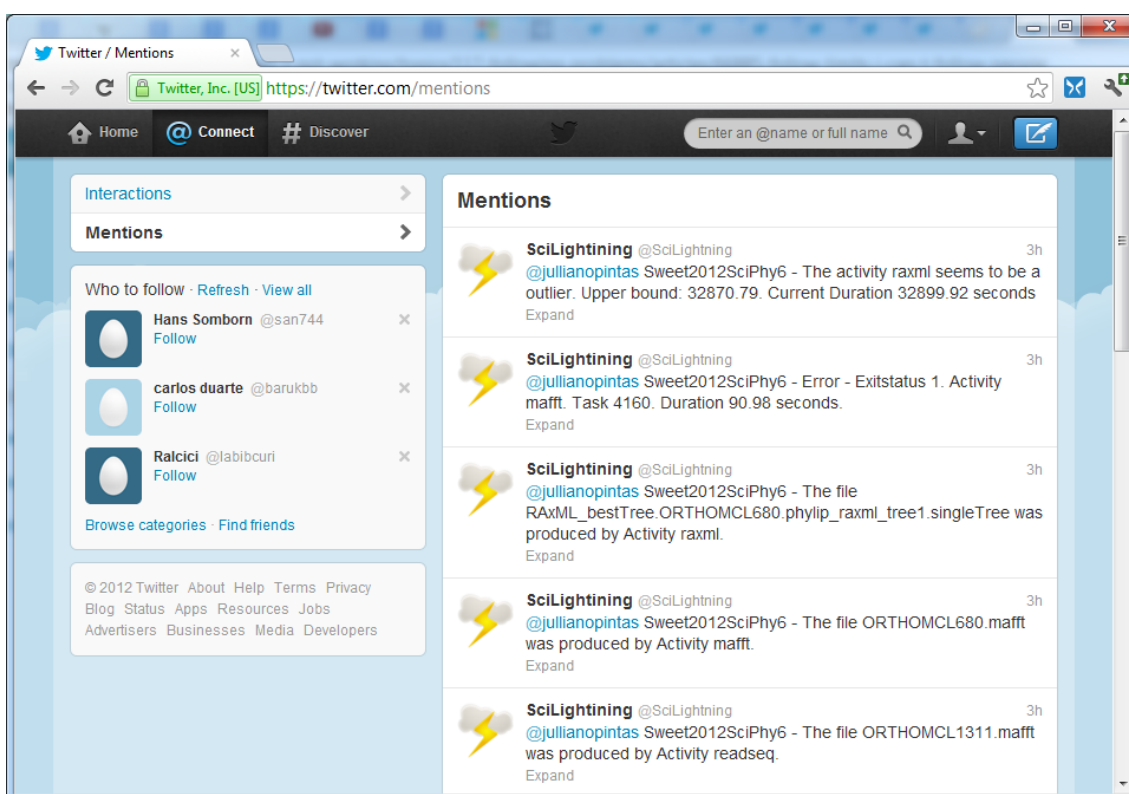 Twitter / Mentions
Twitter, Inc. [US] https://twitter.com/mentions
Home @ Connect # Discover Enter an @name or full name
Interactions
Mentions
Who to follow · Refresh · View all
Hans Somborn @san744
Follow
carlos duarte @barukbb
Follow
Ralcici @labibcuri
Follow
Browse categories · Find friends
© 2012 Twitter About Help Terms Privacy
Blog Status Apps Resources Jobs
Advertisers Businesses Media Developers
Mentions
SciLightining @SciLightning 3h
@jullianopintas Sweet2012SciPhy6 - The activity raxml seems to be a
outlier. Upper bound: 32870.79. Current Duration 32899.92 seconds
Expand
SciLightining @SciLightning 3h
@jullianopintas Sweet2012SciPhy6 - Error - Exitstatus 1. Activity
mafft. Task 4160. Duration 90.98 seconds.
Expand
SciLightining @SciLightning 3h
@jullianopintas Sweet2012SciPhy6 - The file
RAxML_bestTree.ORTHOMCL680.phylip_raxml_tree1.singleTree was
produced by Activity raxml.
Expand
SciLightining @SciLightning 3h
@jullianopintas Sweet2012SciPhy6 - The file ORTHOMCL680.mafft
was produced by Activity mafft.
Expand
SciLightining @SciLightning 3h
@jullianopintas Sweet2012SciPhy6 - The file ORTHOMCL1311.mafft
was produced by Activity readseq.
Expand